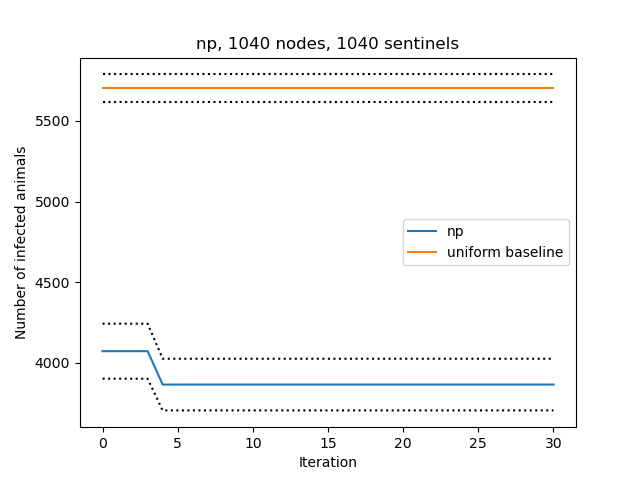 np, 1040 nodes, 1040 sentinels
Number of infected animals
5500
5000
4500
4000
np
uniform baseline
0 5 10 15 20 25 30
Iteration